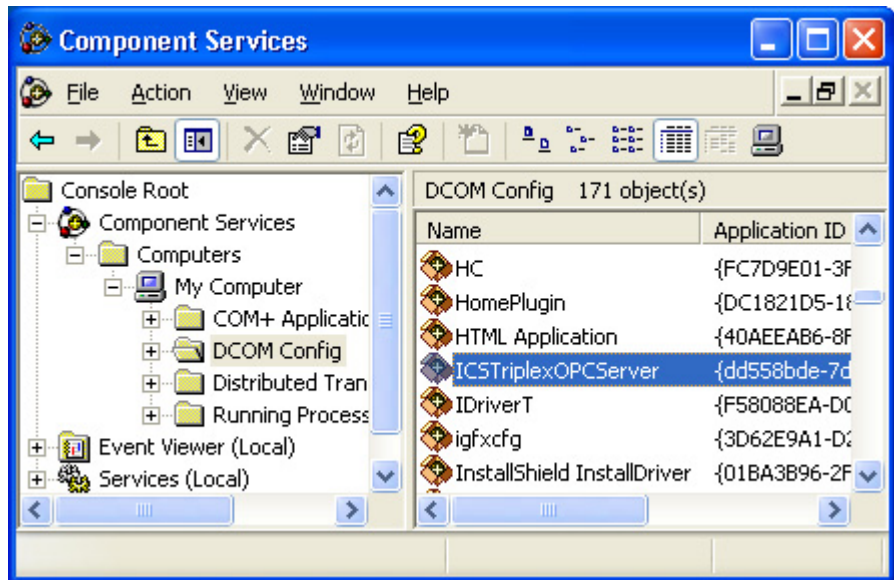 Component Services
File Action View Window Help
Console Root
Component Services
Computers
My Computer
COM+ Applicatic
DCOM Config
Distributed Tran
Running Process
Event Viewer (Local)
Services (Local)
DCOM Config 171 object(s)
Name Application ID
HC {FC7D9E01-3F
HomePlugin {DC1821D5-18
HTML Application {40AEEAB6-8F
ICSTriplexOPCServer {dd558bde-7d
IDriverT {F58088EA-D0
igfxcfg {3D62E9A1-D2
InstallShield InstallDriver {01BA3B96-2F